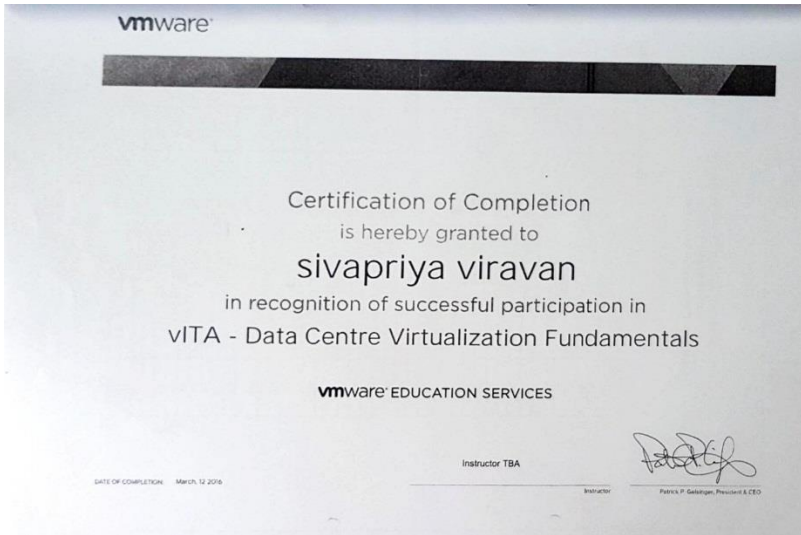 vmware®
Certification of Completion
is hereby granted to
sivapriya viravan
in recognition of successful participation in
vITA - Data Centre Virtualization Fundamentals
vmware® EDUCATION SERVICES
Instructor TBA
DATE OF COMPLETION: March, 12 2016
Instructor
Patrick P. Gelsinger, President & CEO